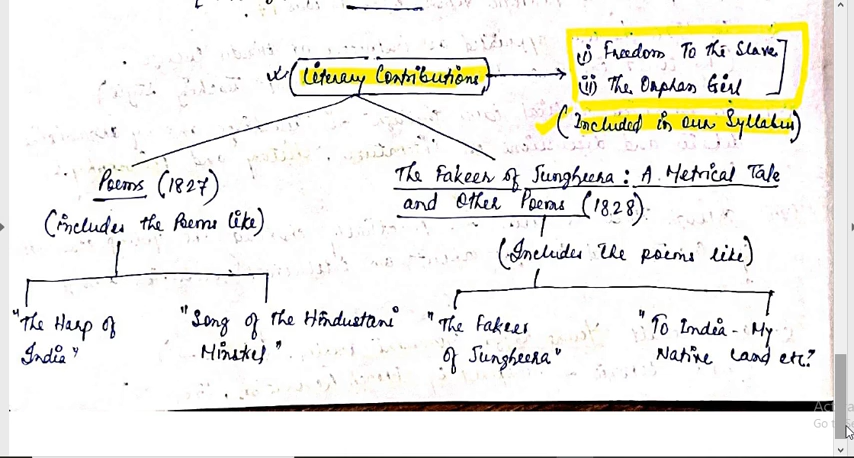 Literary Contributions
(i) Freedom To the Slave
(ii) The Orphan Girl
(Included in our Syllabus)
Poems (1827)
(includes the Poems like)
"The Harp of
India"
"Song of the Hindustani
Minstrel"
The Fakeer of Jungheera : A Metrical Tale
and Other Poems (1828)
(Includes the poems like)
"The Fakeer
of Jungheera"
"To India - My
Native Land etc."